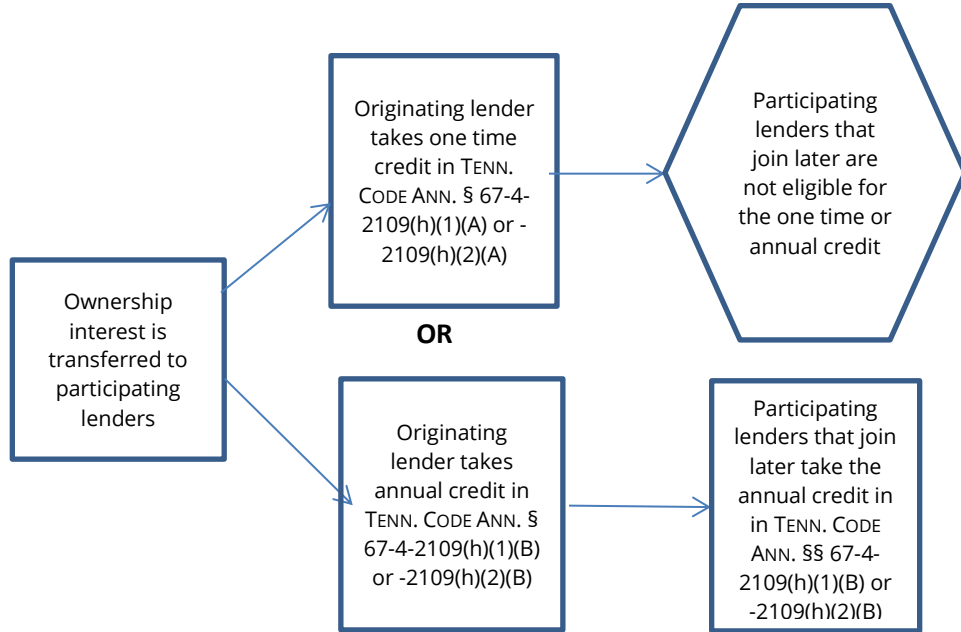 Ownership
interest is
transferred to
participating
lenders
Originating lender
takes one time
credit in TENN.
CODE ANN. § 67-4-
2109(h)(1)(A) or -
2109(h)(2)(A)
Participating
lenders that
join later are
not eligible for
the one time or
annual credit
OR
Originating
lender takes
annual credit in
TENN. CODE ANN. §
67-4-2109(h)(1)(B)
or -2109(h)(2)(B)
Participating
lenders that join
later take the
annual credit in
in TENN. CODE
ANN. §§ 67-4-
2109(h)(1)(B) or
-2109(h)(2)(B)